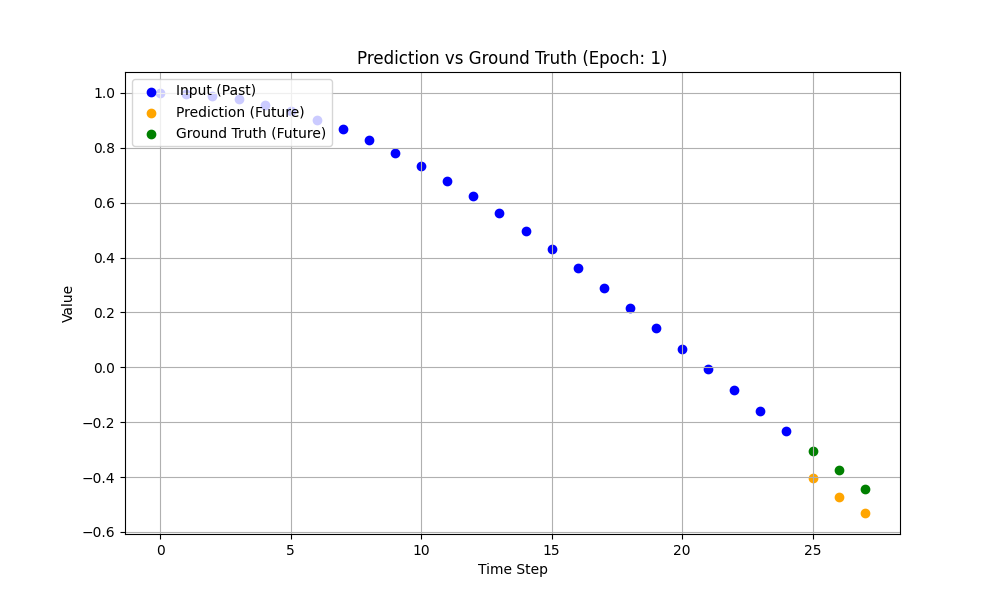 Prediction vs Ground Truth (Epoch: 1)
Input (Past)
Prediction (Future)
Ground Truth (Future)
Value
1.0
0.8
0.6
0.4
0.2
0.0
−0.2
−0.4
−0.6
0 5 10 15 20 25
Time Step